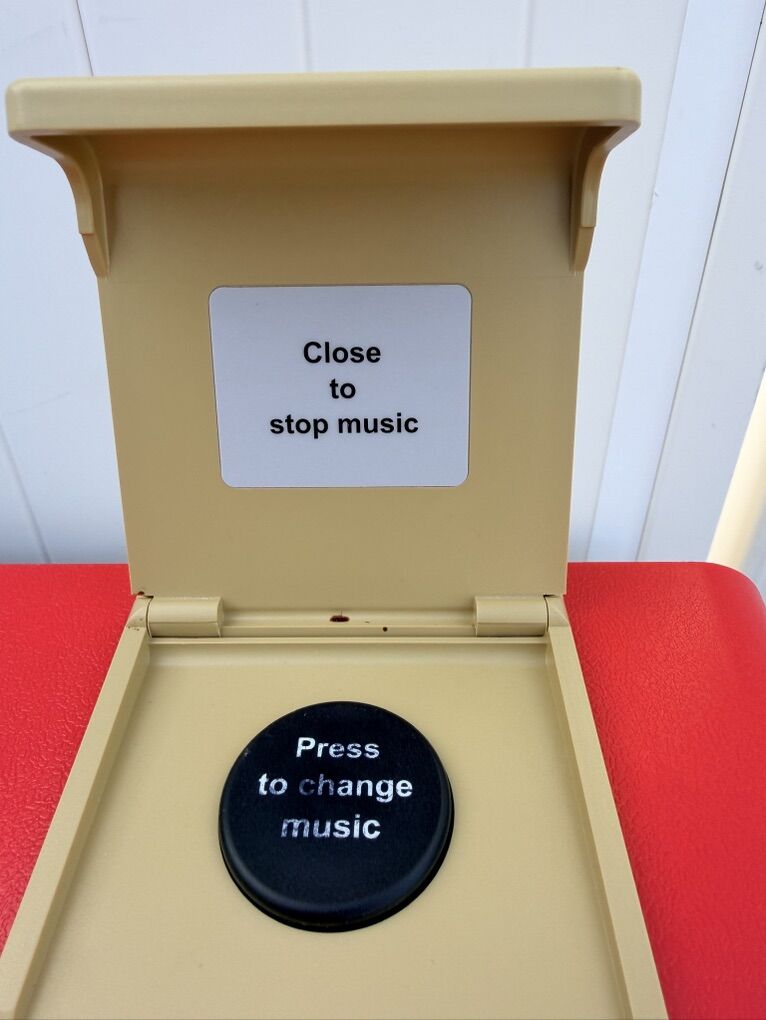 Close
to
stop music
Press
to change
music